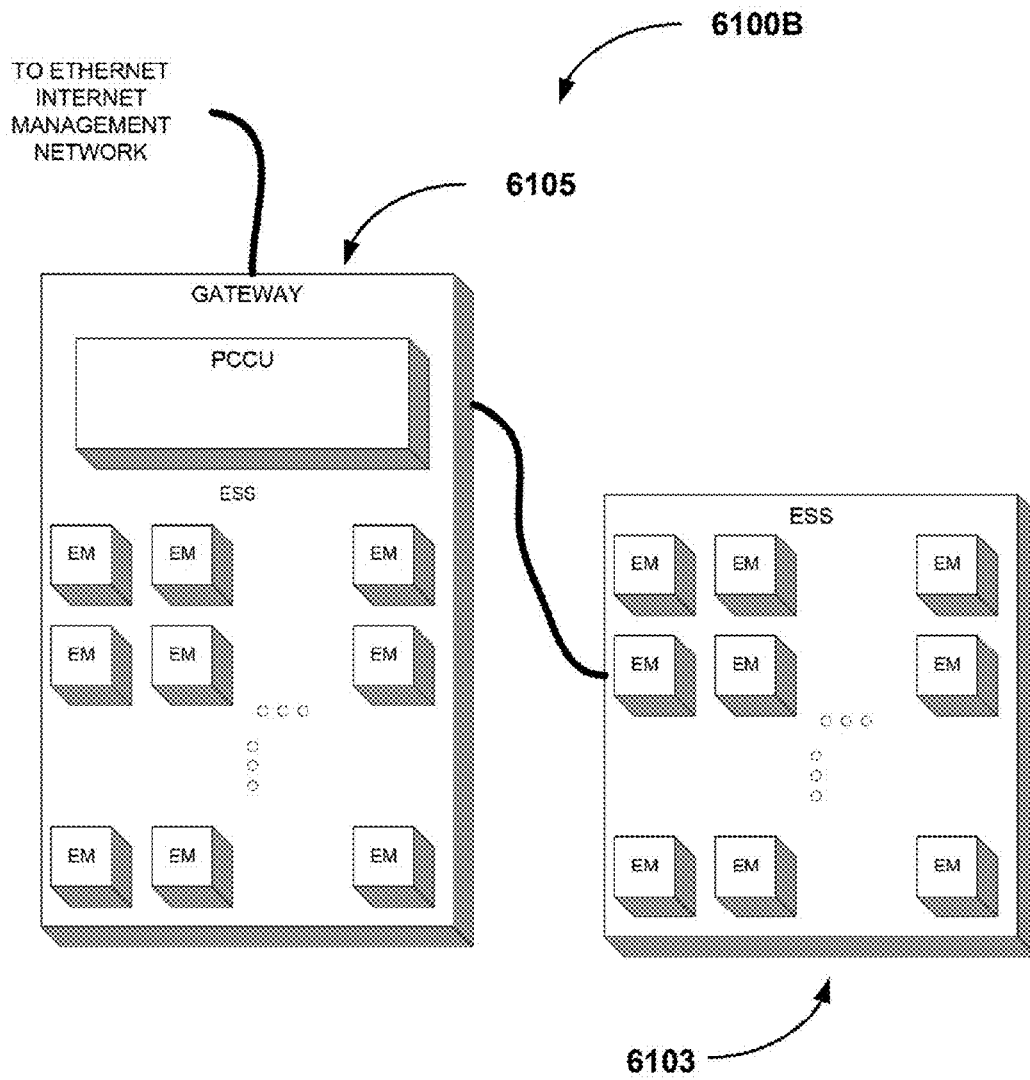 6100B
TO ETHERNET
INTERNET
MANAGEMENT
NETWORK
6105
GATEWAY
PCCU
ESS
EM EM EM
EM EM EM
EM EM EM
ESS
EM EM EM
EM EM EM
EM EM EM
6103